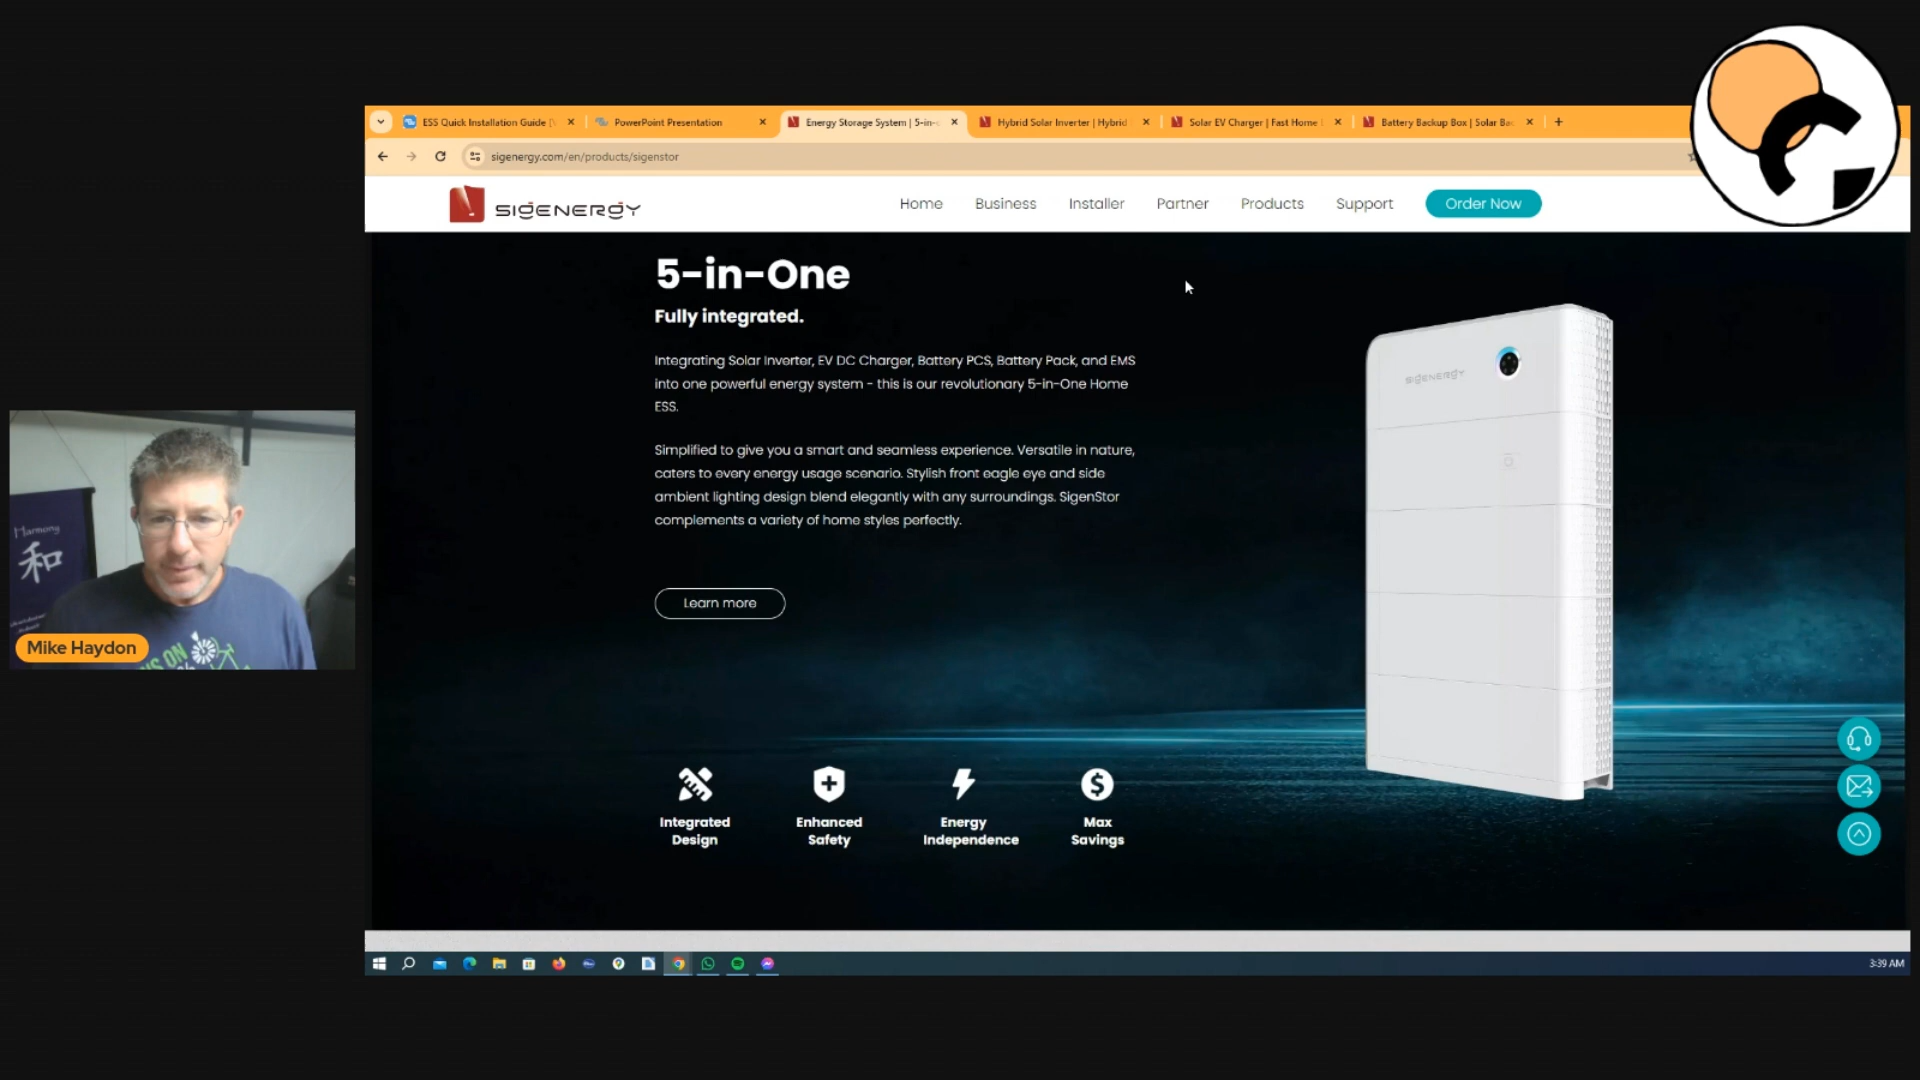 ESS Quick Installation Guide [
PowerPoint Presentation
Energy Storage System | 5-in-
Hybrid Solar Inverter | Hybrid
Solar EV Charger | Fast Home
Battery Backup Box | Solar Ba
sigenergy.com/en/products/sigenstor
SIGENERGY
Home
Business
Installer
Partner
Products
Support
Order Now
5-in-One
Fully integrated.
Integrating Solar Inverter, EV DC Charger, Battery PCS, Battery Pack, and EMS
into one powerful energy system - this is our revolutionary 5-in-One Home
ESS.
Simplified to give you a smart and seamless experience. Versatile in nature,
caters to every energy usage scenario. Stylish front eagle eye and side
ambient lighting design blend elegantly with any surroundings. SigenStor
complements a variety of home styles perfectly.
Learn more
SIGENERGY
Integrated
Design
Enhanced
Safety
Energy
Independence
Max
Savings
Harmony
和
Mike Haydon
ON
3:39 AM